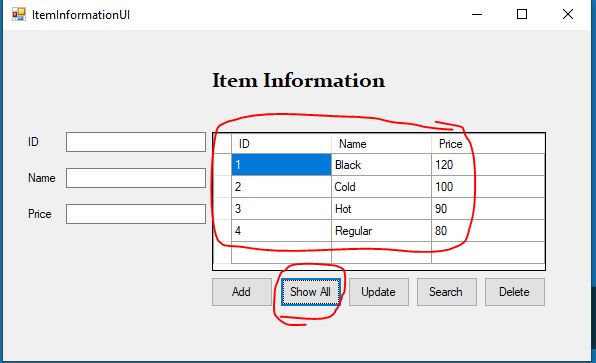 ItemInformationUI
Item Information
ID
Name
Price
ID Name Price
1 Black 120
2 Cold 100
3 Hot 90
4 Regular 80
Add Show All Update Search Delete